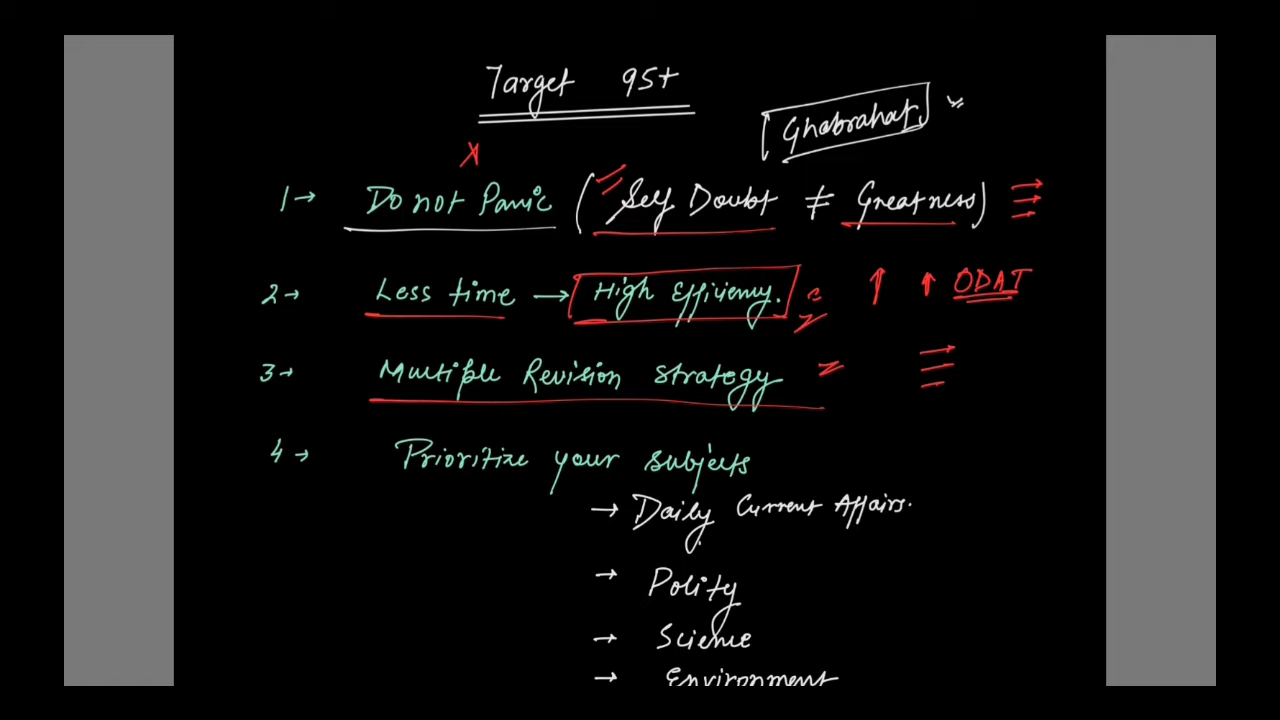 Target 95+
Ghabrahat
1→ Do not Panic (Self Doubt ≠ Greatness)
2→ Less time → High Efficiency. ODAT
3→ Multiple Revision Strategy
4→ Prioritize your subjects
→ Daily Current Affairs.
→ Polity
→ Science
→ Environment